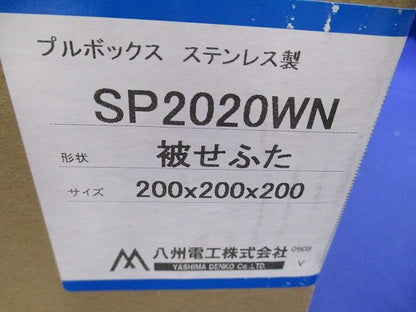 プルボックス ステンレス製
SP2020WN
形状 被せふた
サイズ 200x200x200
八州電工株式会社 0908
YASHIMA DENKO Co.LTD. V